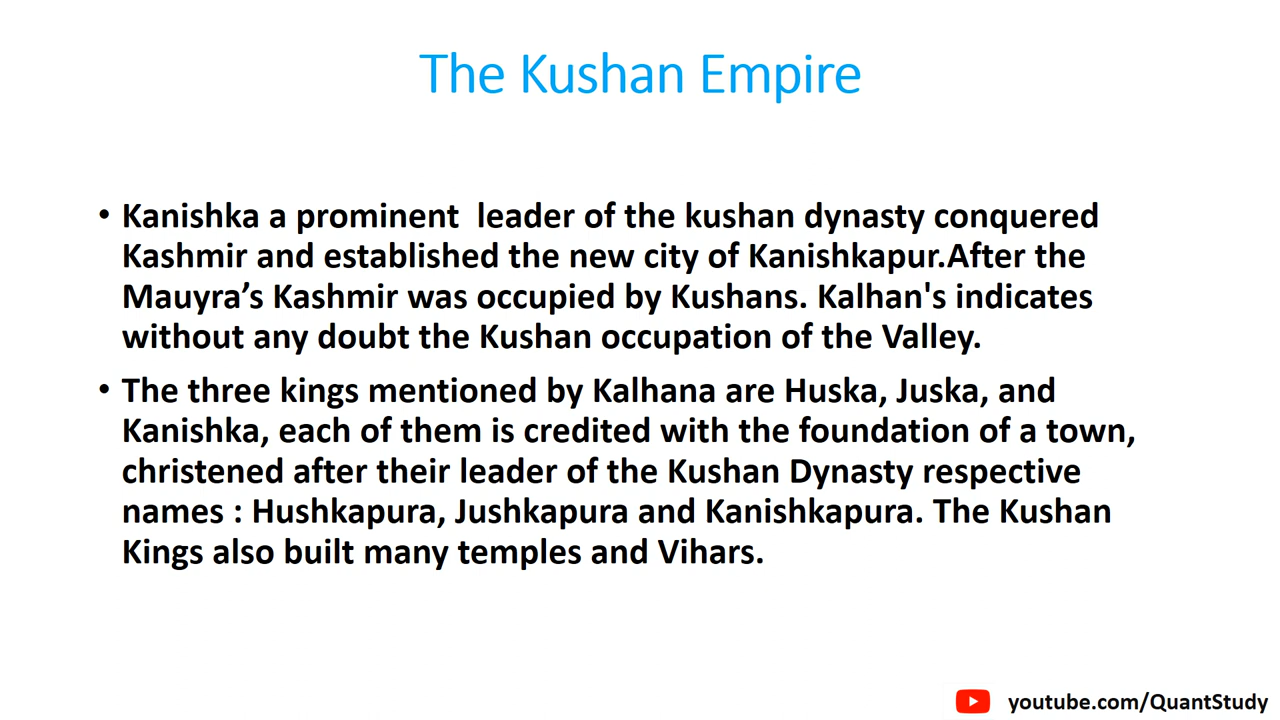 The Kushan Empire
• Kanishka a prominent  leader of the kushan dynasty conquered
Kashmir and established the new city of Kanishkapur.After the
Mauyra’s Kashmir was occupied by Kushans. Kalhan's indicates
without any doubt the Kushan occupation of the Valley.
• The three kings mentioned by Kalhana are Huska, Juska, and
Kanishka, each of them is credited with the foundation of a town,
christened after their leader of the Kushan Dynasty respective
names : Hushkapura, Jushkapura and Kanishkapura. The Kushan
Kings also built many temples and Vihars.
youtube.com/QuantStudy